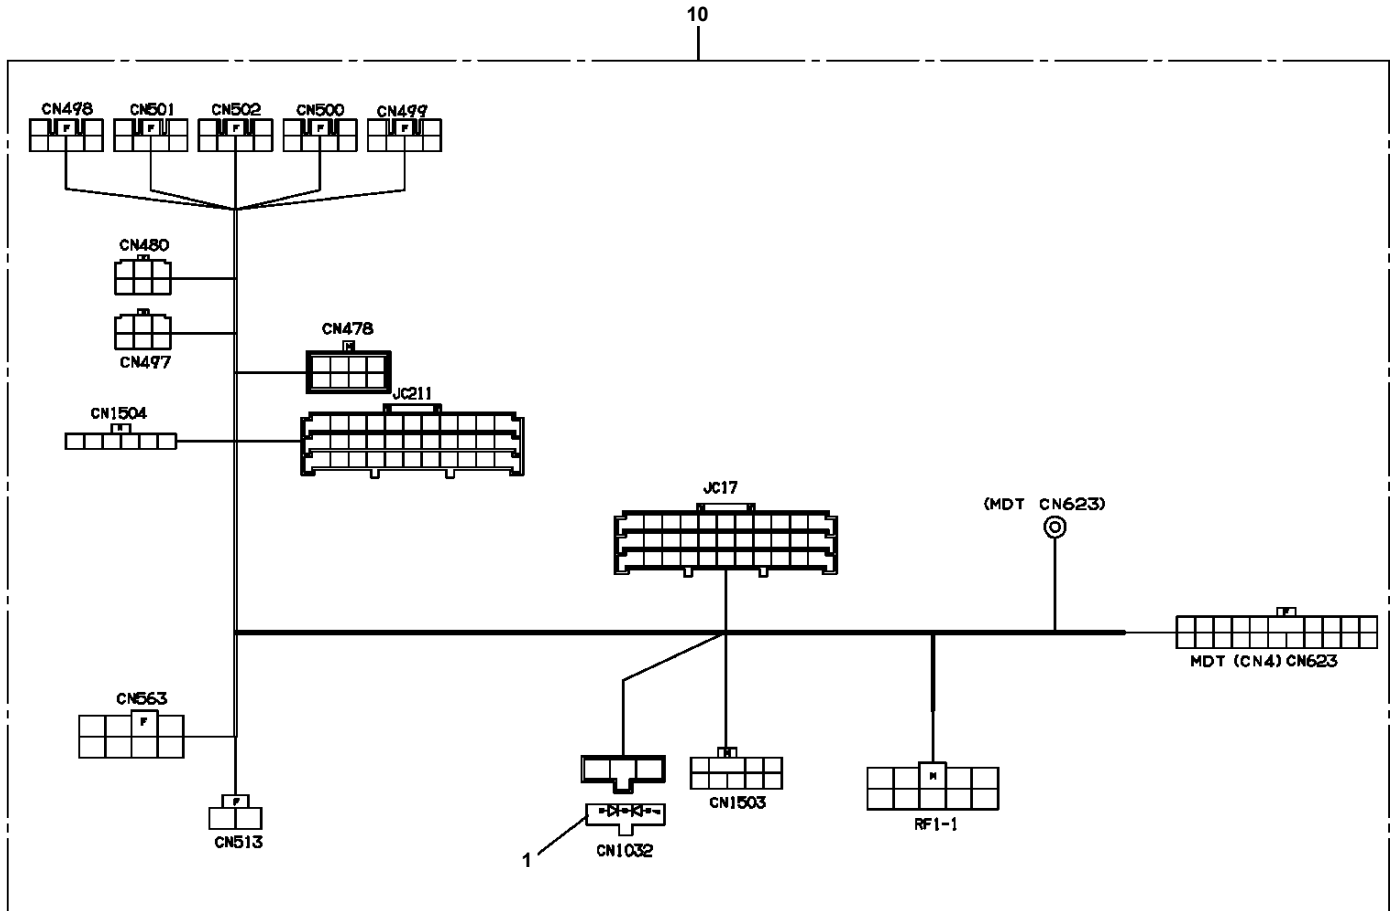 10
CN498 CN501 CN502 CN500 CN499
F F F F F
CN480
CN497
CN478
M
JC211
CN1504
JC17
(MDT CN623)
F
MDT (CN4) CN623
CN563
F
F
CN513
CN1503
M
RF1-1
1
CN1032